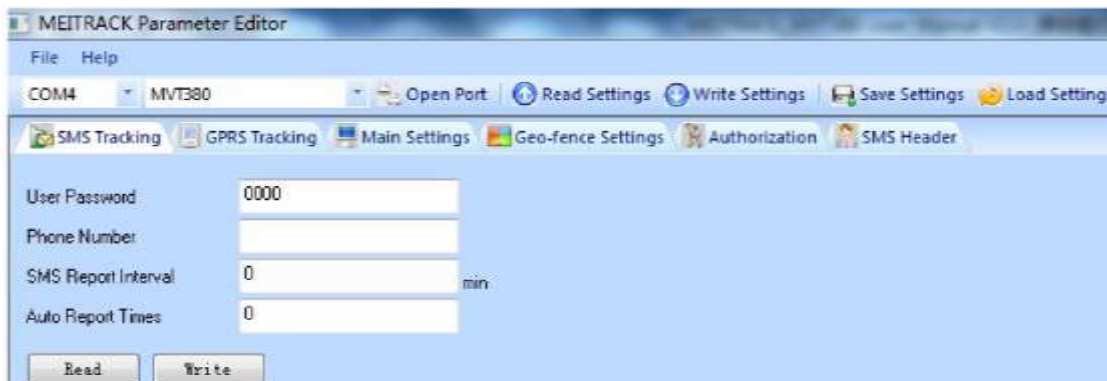 MEITRACK Parameter Editor
File Help
COM4 MVT380 Open Port Read Settings Write Settings Save Settings Load Setting
SMS Tracking GPRS Tracking Main Settings Geo-fence Settings Authorization SMS Header
User Password 0000
Phone Number
SMS Report Interval 0 min
Auto Report Times 0
Read Write